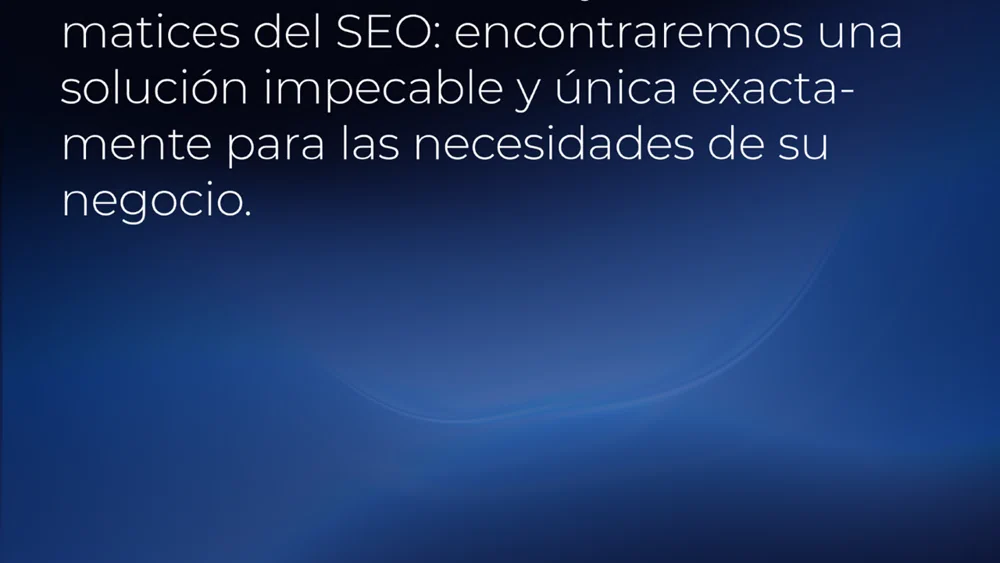 matices del SEO: encontraremos una
solución impecable y única exacta-
mente para las necesidades de su
negocio.